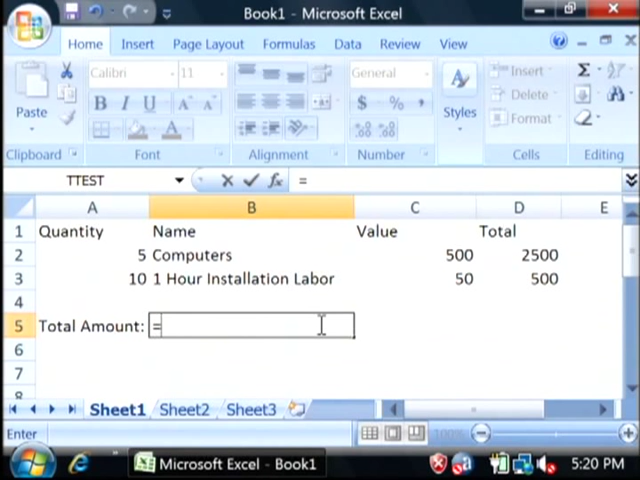 Book1 - Microsoft Excel
Home Insert Page Layout Formulas Data Review View
Paste
Calibri 11
B I U A A
General
$ % ,
Styles
Insert
Delete
Format
Σ
Clipboard Font Alignment Number Cells Editing
TTEST fx =
A B C D E
1 Quantity Name Value Total
2 5 Computers 500 2500
3 10 1 Hour Installation Labor 50 500
4
5 Total Amount: =
6
7
8
Sheet1 Sheet2 Sheet3
Enter 100%
Microsoft Excel - Book1 5:20 PM